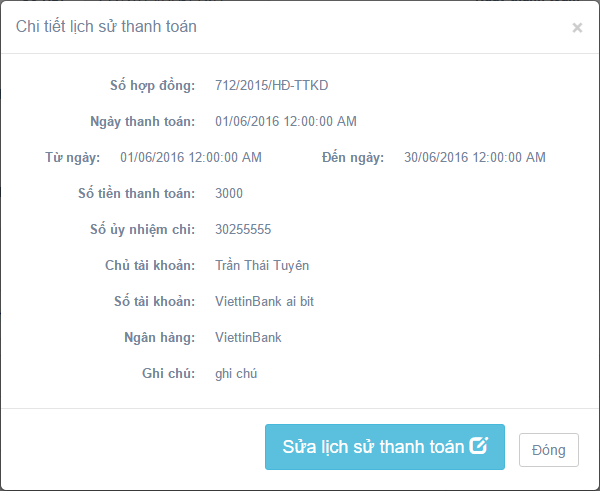 Chi tiết lịch sử thanh toán ×
Số hợp đồng: 712/2015/HĐ-TTKD
Ngày thanh toán: 01/06/2016 12:00:00 AM
Từ ngày: 01/06/2016 12:00:00 AM Đến ngày: 30/06/2016 12:00:00 AM
Số tiền thanh toán: 3000
Số ủy nhiệm chi: 30255555
Chủ tài khoản: Trần Thái Tuyên
Số tài khoản: ViettinBank ai bit
Ngân hàng: ViettinBank
Ghi chú: ghi chú
Sửa lịch sử thanh toán Đóng